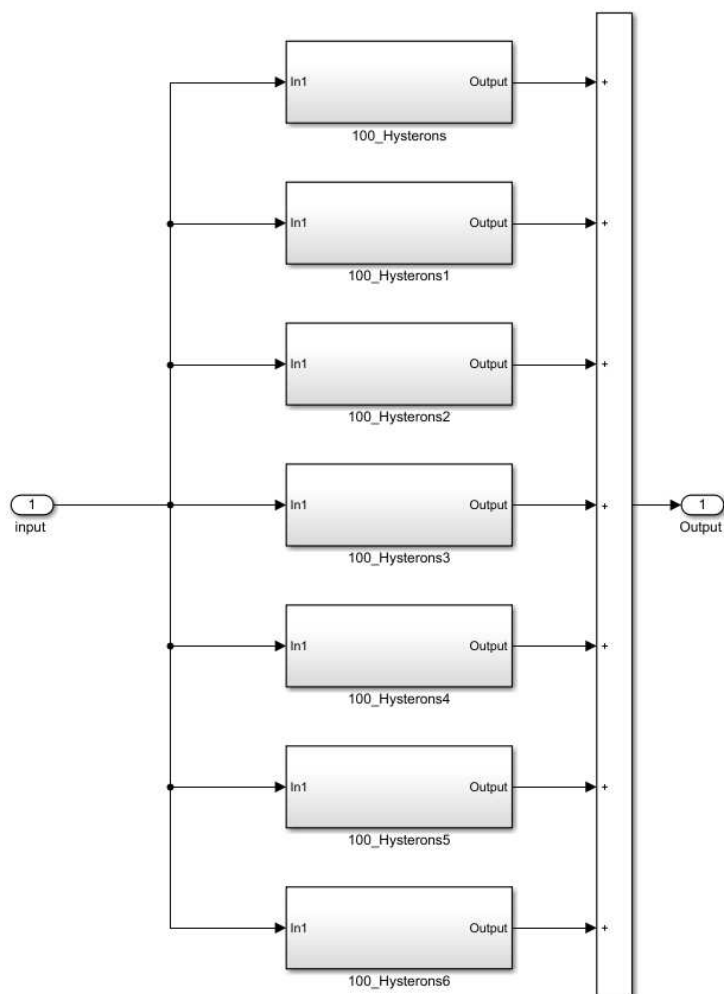 In1 Output +
100_Hysterons
In1 Output +
100_Hysterons1
In1 Output +
100_Hysterons2
1 In1 Output + 1
input Output
100_Hysterons3
In1 Output +
100_Hysterons4
In1 Output +
100_Hysterons5
In1 Output +
100_Hysterons6